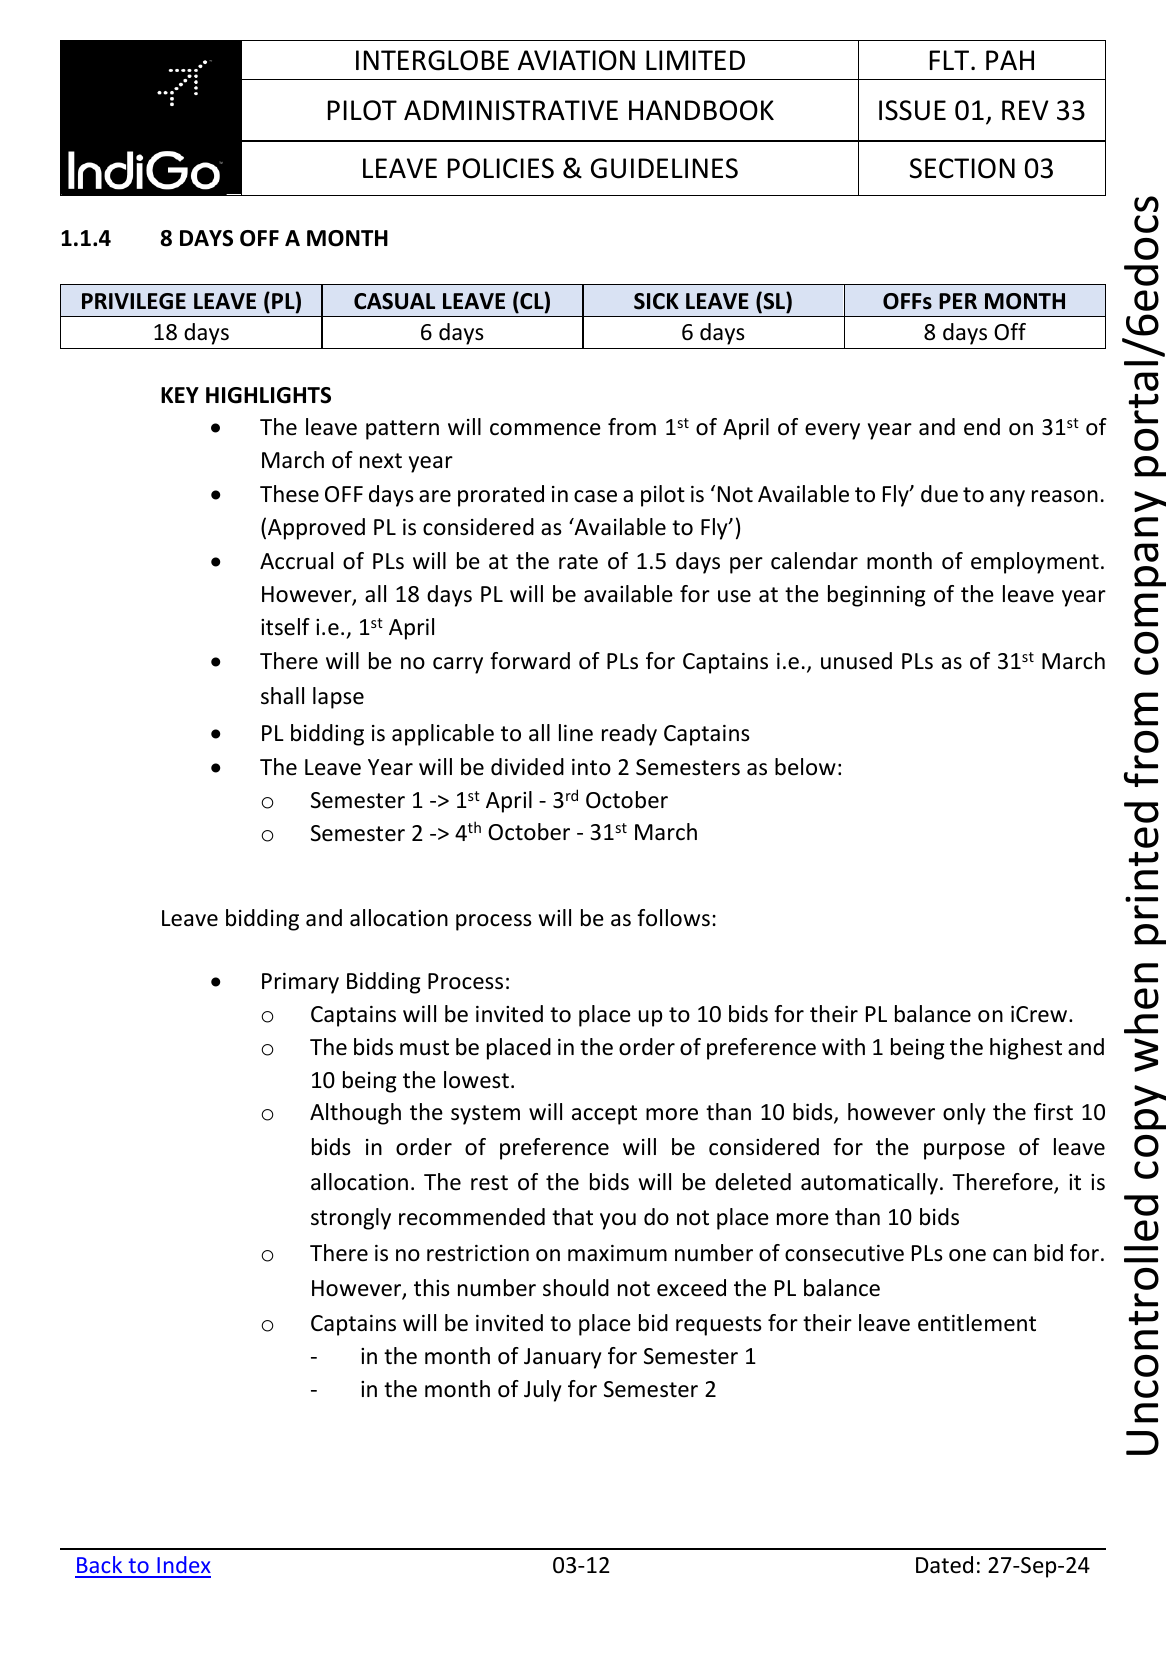 INTERGLOBE AVIATION LIMITED
FLT. PAH
PILOT ADMINISTRATIVE HANDBOOK
ISSUE 01, REV 33
IndiGo
LEAVE POLICIES & GUIDELINES
SECTION 03
1.1.4 8 DAYS OFF A MONTH
PRIVILEGE LEAVE (PL) CASUAL LEAVE (CL) SICK LEAVE (SL) OFFs PER MONTH
18 days 6 days 6 days 8 days Off
KEY HIGHLIGHTS
• The leave pattern will commence from 1st of April of every year and end on 31st of
March of next year
• These OFF days are prorated in case a pilot is ‘Not Available to Fly’ due to any reason.
(Approved PL is considered as ‘Available to Fly’)
• Accrual of PLs will be at the rate of 1.5 days per calendar month of employment.
However, all 18 days PL will be available for use at the beginning of the leave year
itself i.e., 1st April
• There will be no carry forward of PLs for Captains i.e., unused PLs as of 31st March
shall lapse
• PL bidding is applicable to all line ready Captains
• The Leave Year will be divided into 2 Semesters as below:
o Semester 1 -> 1st April - 3rd October
o Semester 2 -> 4th October - 31st March
Leave bidding and allocation process will be as follows:
• Primary Bidding Process:
o Captains will be invited to place up to 10 bids for their PL balance on iCrew.
o The bids must be placed in the order of preference with 1 being the highest and
10 being the lowest.
o Although the system will accept more than 10 bids, however only the first 10
bids in order of preference will be considered for the purpose of leave
allocation. The rest of the bids will be deleted automatically. Therefore, it is
strongly recommended that you do not place more than 10 bids
o There is no restriction on maximum number of consecutive PLs one can bid for.
However, this number should not exceed the PL balance
o Captains will be invited to place bid requests for their leave entitlement
- in the month of January for Semester 1
- in the month of July for Semester 2
Back to Index 03-12 Dated: 27-Sep-24
Uncontrolled copy when printed from company portal/6edocs